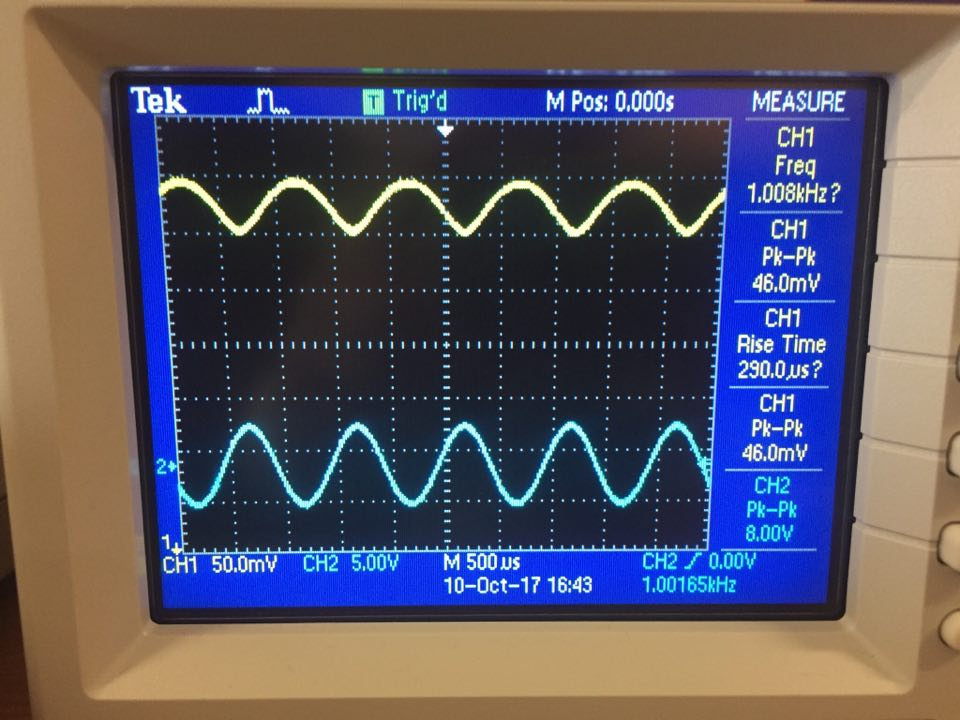 Tek T Trig'd M Pos: 0.000s MEASURE
CH1
Freq
1.008kHz?
CH1
Pk-Pk
46.0mV
CH1
Rise Time
290.0µs?
CH1
Pk-Pk
46.0mV
2
CH2
Pk-Pk
8.00V
1
CH1 50.0mV CH2 5.00V M 500µs CH2 0.00V
10-Oct-17 16:43 1.00165kHz